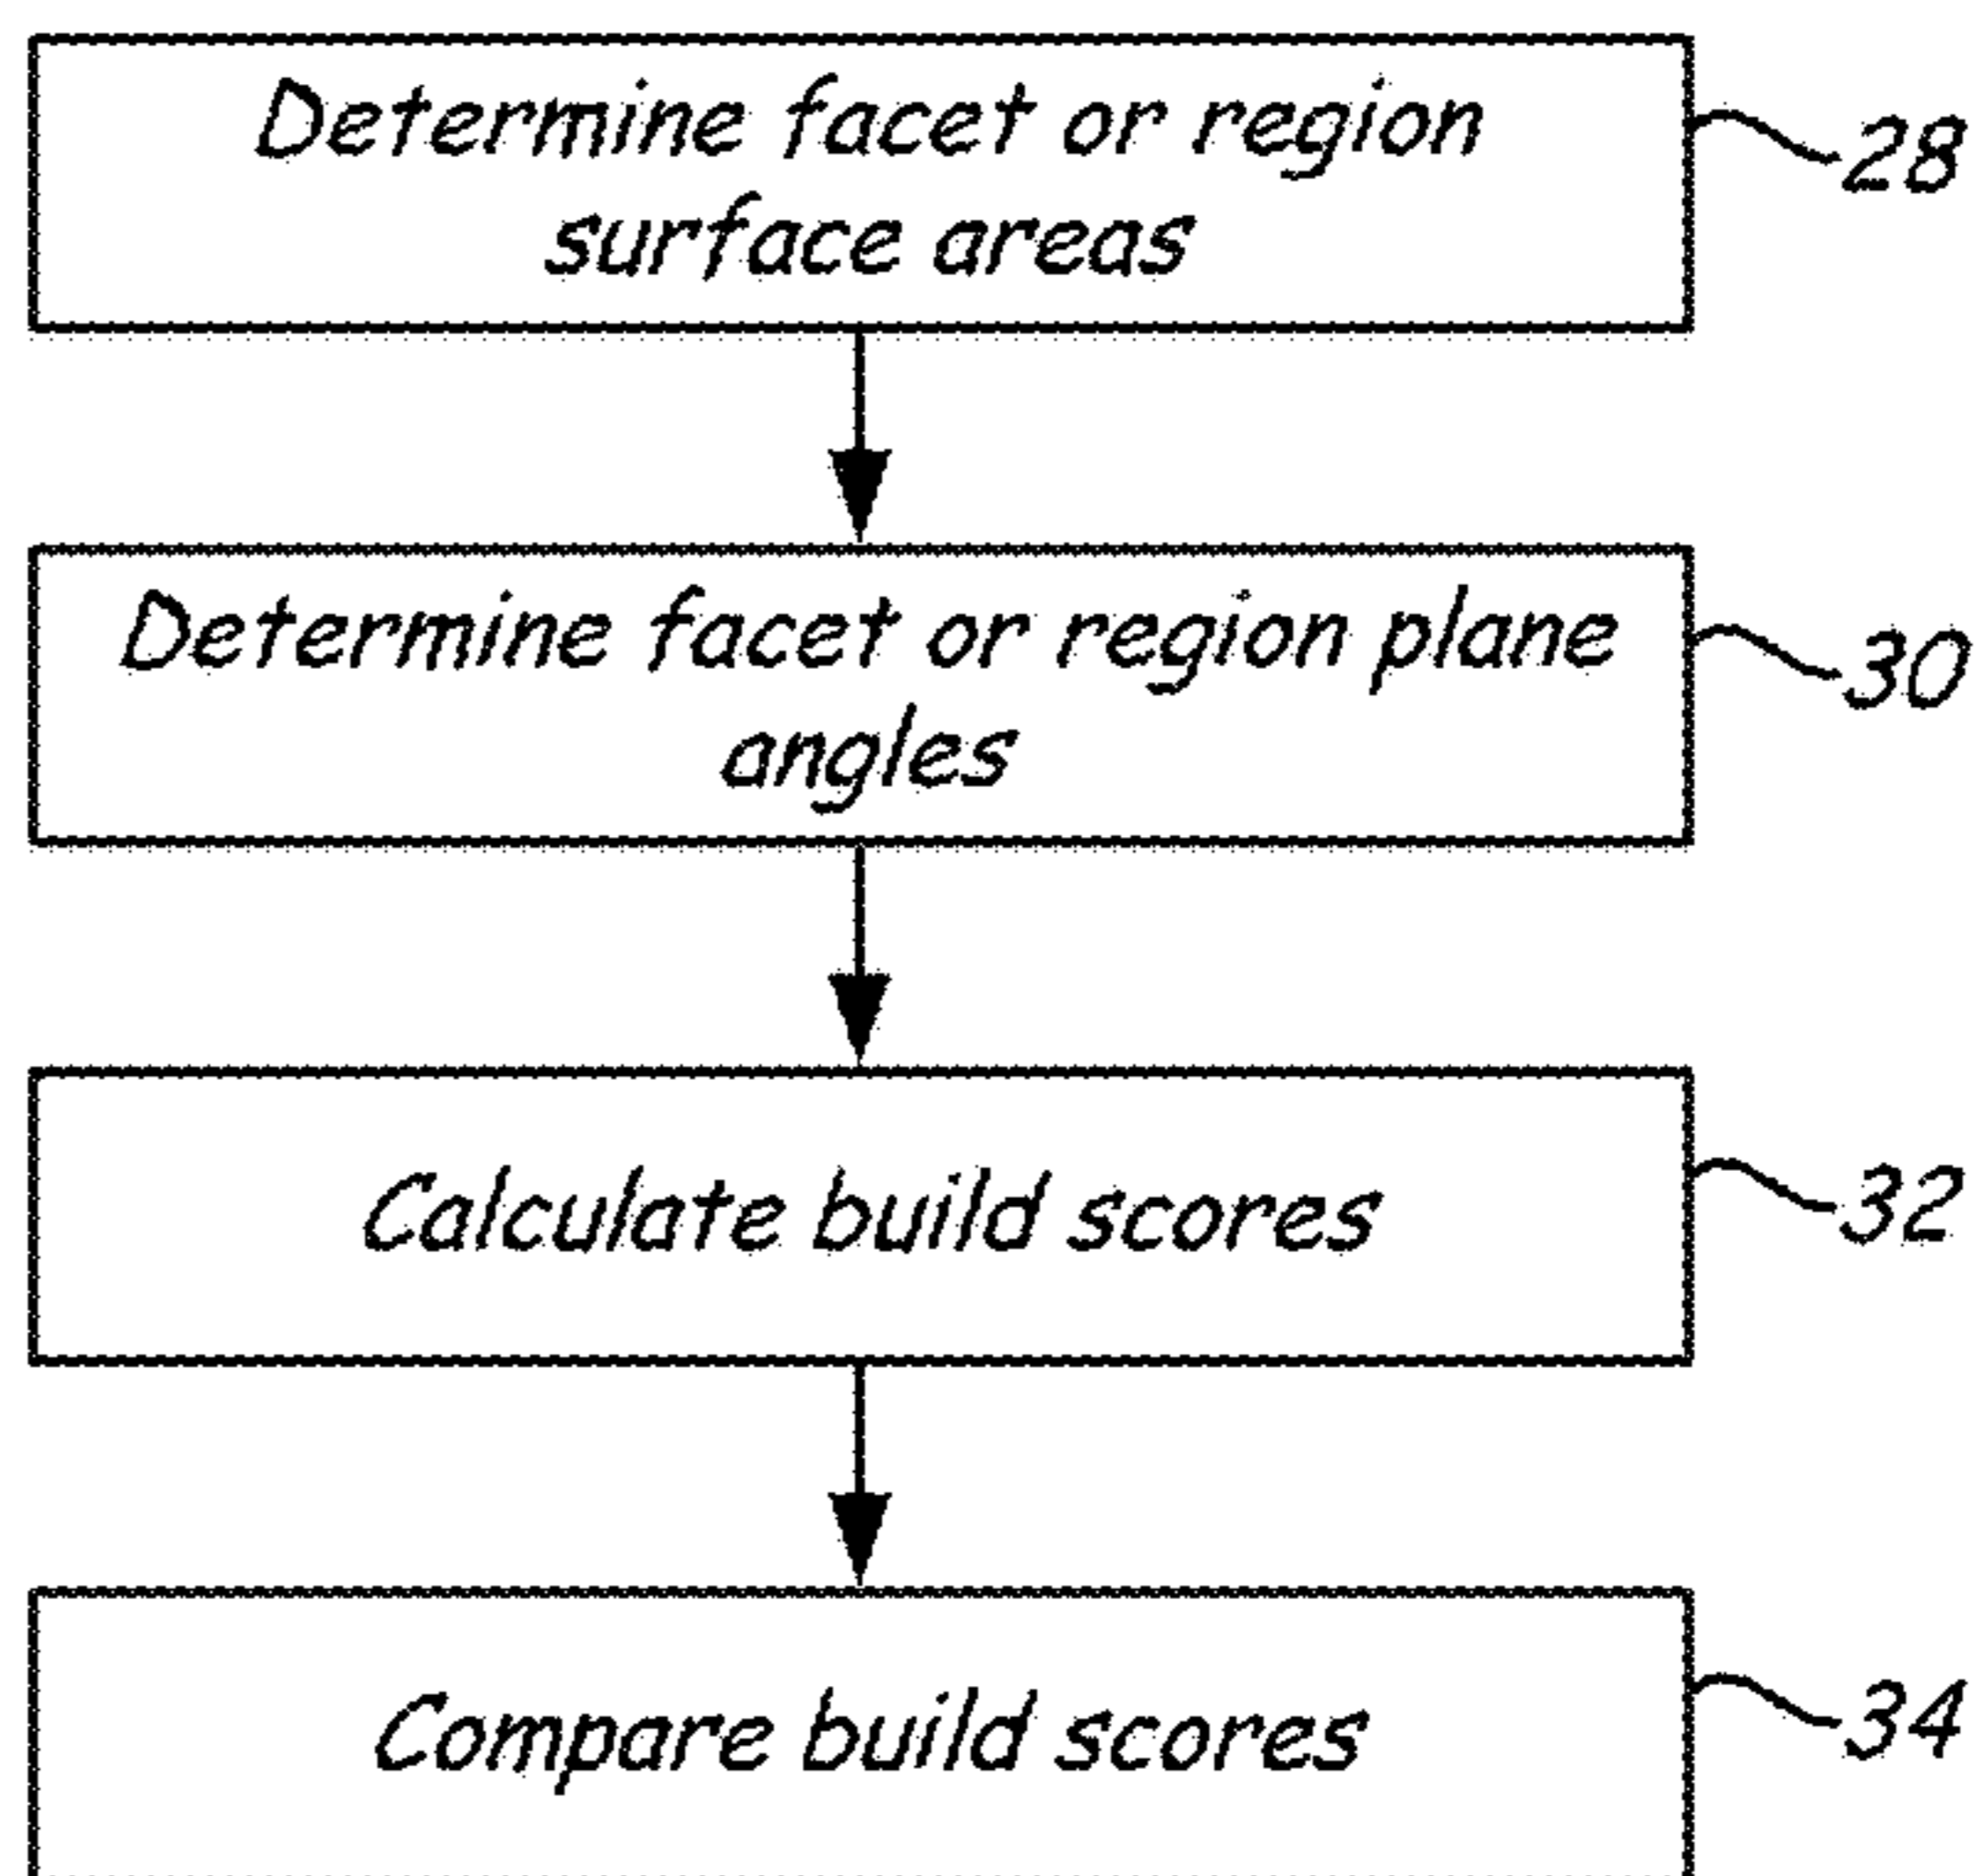 Determine facet or region
surface areas
28
Determine facet or region plane
angles
30
Calculate build scores
32
Compare build scores
34